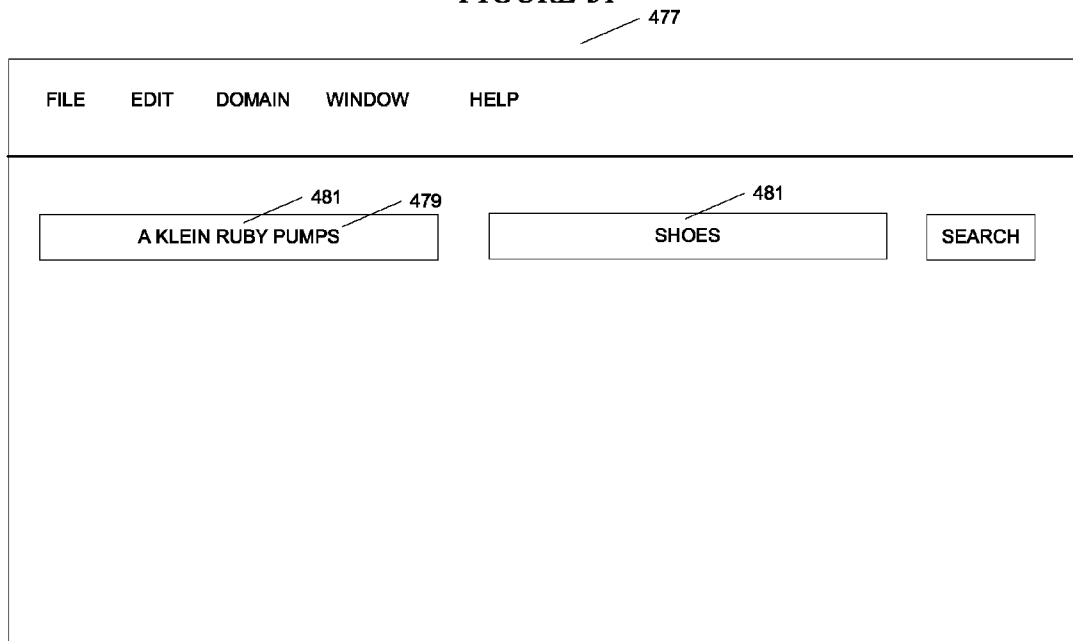 477
FILE EDIT DOMAIN WINDOW HELP
481 479 481
A KLEIN RUBY PUMPS SHOES SEARCH